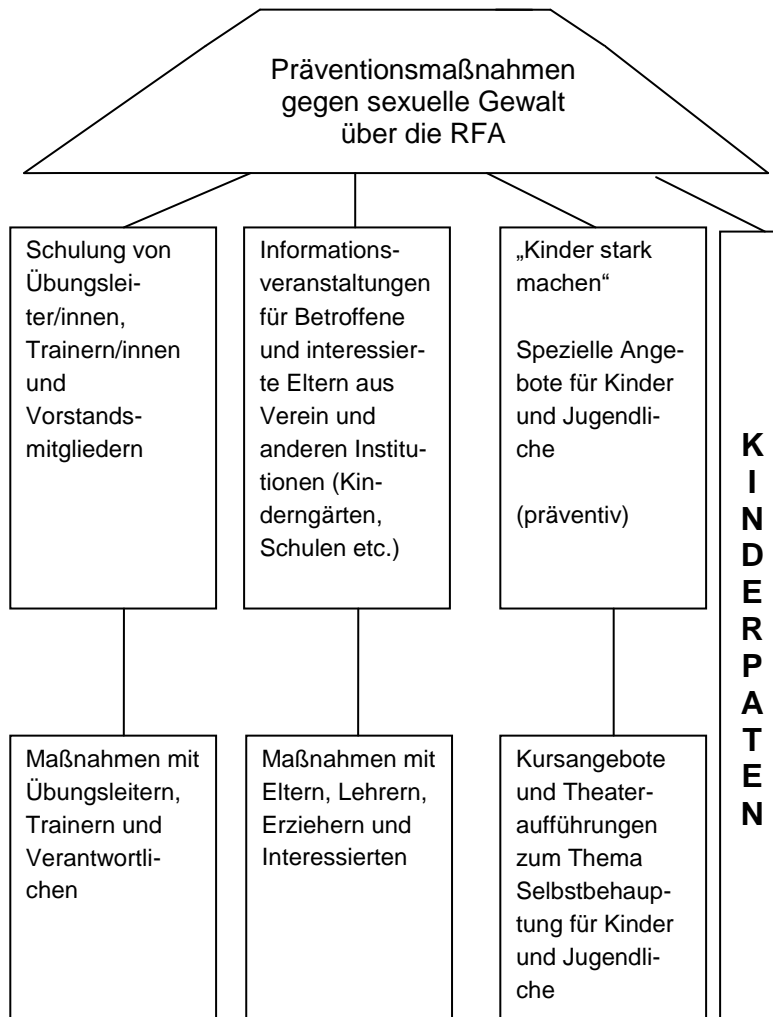 Präventionsmaßnahmen
gegen sexuelle Gewalt
über die RFA
Schulung von
Übungslei-
ter/innen,
Trainern/innen
und
Vorstands-
mitgliedern
Informations-
veranstaltungen
für Betroffene
und interessier-
te Eltern aus
Verein und
anderen Institu-
tionen (Kin-
derngärten,
Schulen etc.)
„Kinder stark
machen“
Spezielle Ange-
bote für Kinder
und Jugendli-
che
(präventiv)
K
I
N
D
E
R
P
A
T
E
N
Maßnahmen mit
Übungsleitern,
Trainern und
Verantwortli-
chen
Maßnahmen mit
Eltern, Lehrern,
Erziehern und
Interessierten
Kursangebote
und Theater-
aufführungen
zum Thema
Selbstbehaup-
tung für Kinder
und Jugendli-
che